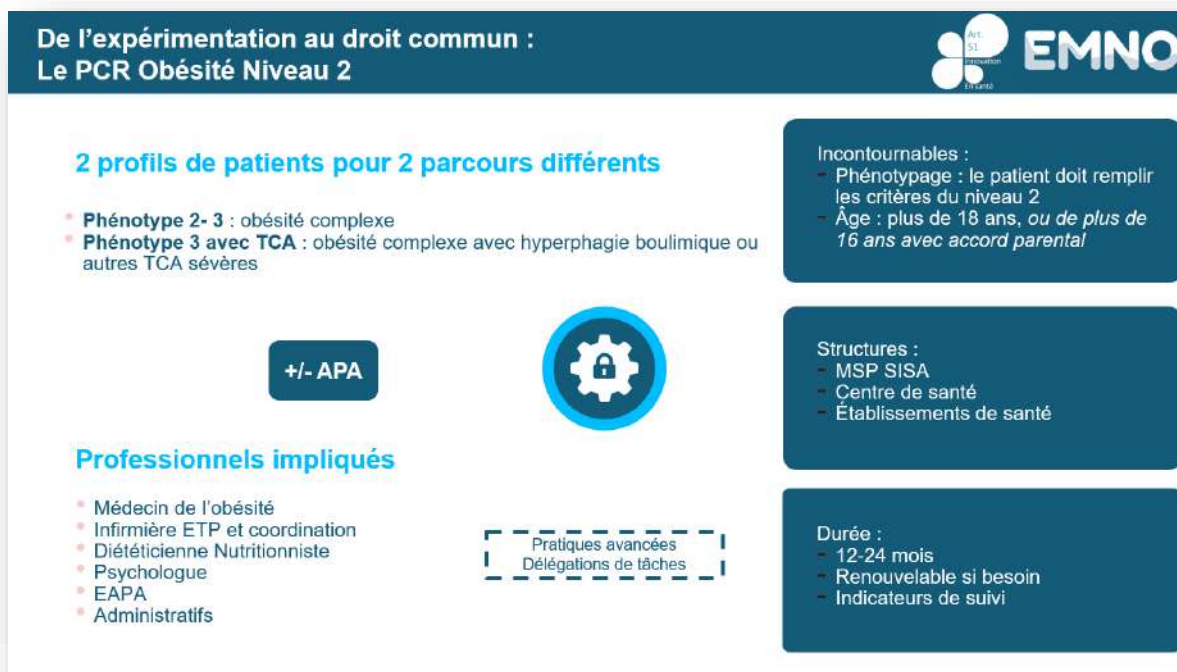 De l’expérimentation au droit commun :
Le PCR Obésité Niveau 2
Art.
51
Innovation
En Santé
EMNO
2 profils de patients pour 2 parcours différents
Phénotype 2- 3 : obésité complexe
Phénotype 3 avec TCA : obésité complexe avec hyperphagie boulimique ou
autres TCA sévères
+/- APA
Professionnels impliqués
Médecin de l’obésité
Infirmière ETP et coordination
Diététicienne Nutritionniste
Psychologue
EAPA
Administratifs
Pratiques avancées
Délégations de tâches
Incontournables :
- Phénotypage : le patient doit remplir
les critères du niveau 2
- Âge : plus de 18 ans, ou de plus de
16 ans avec accord parental
Structures :
- MSP SISA
- Centre de santé
- Établissements de santé
Durée :
- 12-24 mois
- Renouvelable si besoin
- Indicateurs de suivi